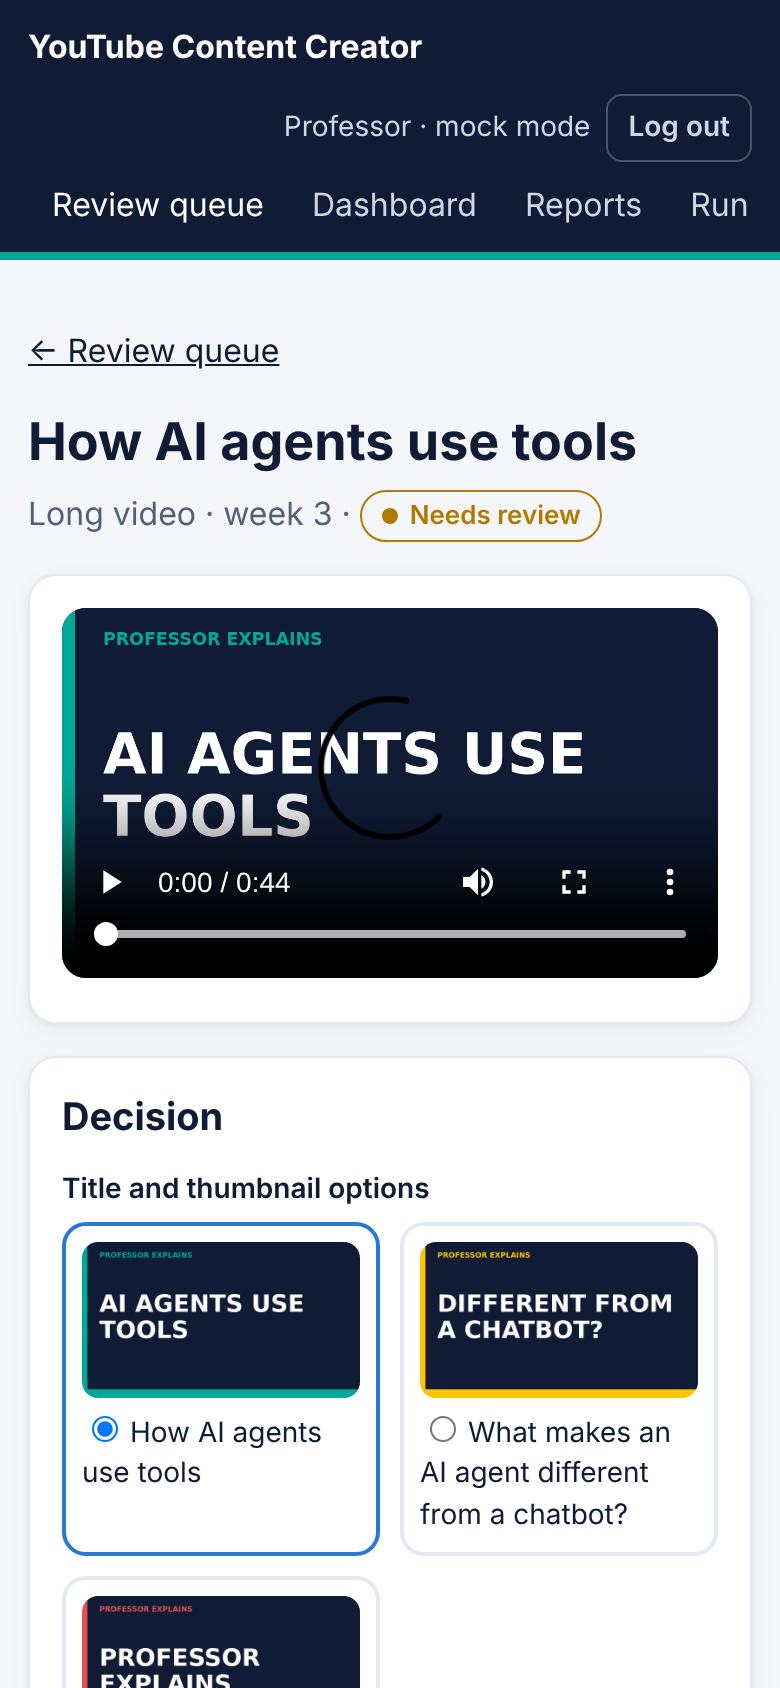 YouTube Content Creator
Professor · mock mode
Log out
Review queue
Dashboard
Reports
Run
← Review queue
How AI agents use tools
Long video · week 3 ·
Needs review
PROFESSOR EXPLAINS
AI AGENTS USE
TOOLS
0:00 / 0:44
Decision
Title and thumbnail options
PROFESSOR EXPLAINS
AI AGENTS USE
TOOLS
How AI agents
use tools
PROFESSOR EXPLAINS
DIFFERENT FROM
A CHATBOT?
What makes an
AI agent different
from a chatbot?
PROFESSOR EXPLAINS
PROFESSOR
EXPLAINS